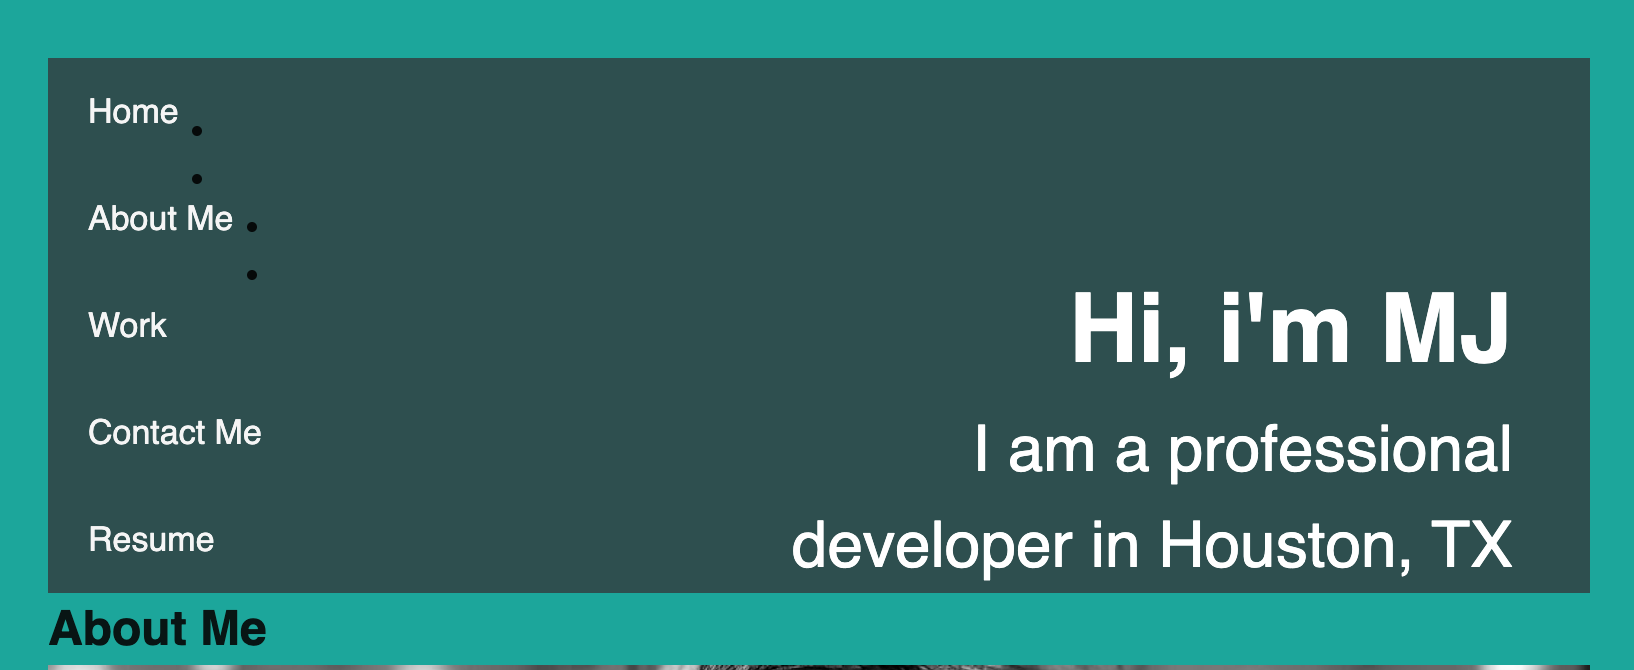 Home
About Me
Work
Contact Me
Resume
Hi, i'm MJ
I am a professional
developer in Houston, TX
About Me